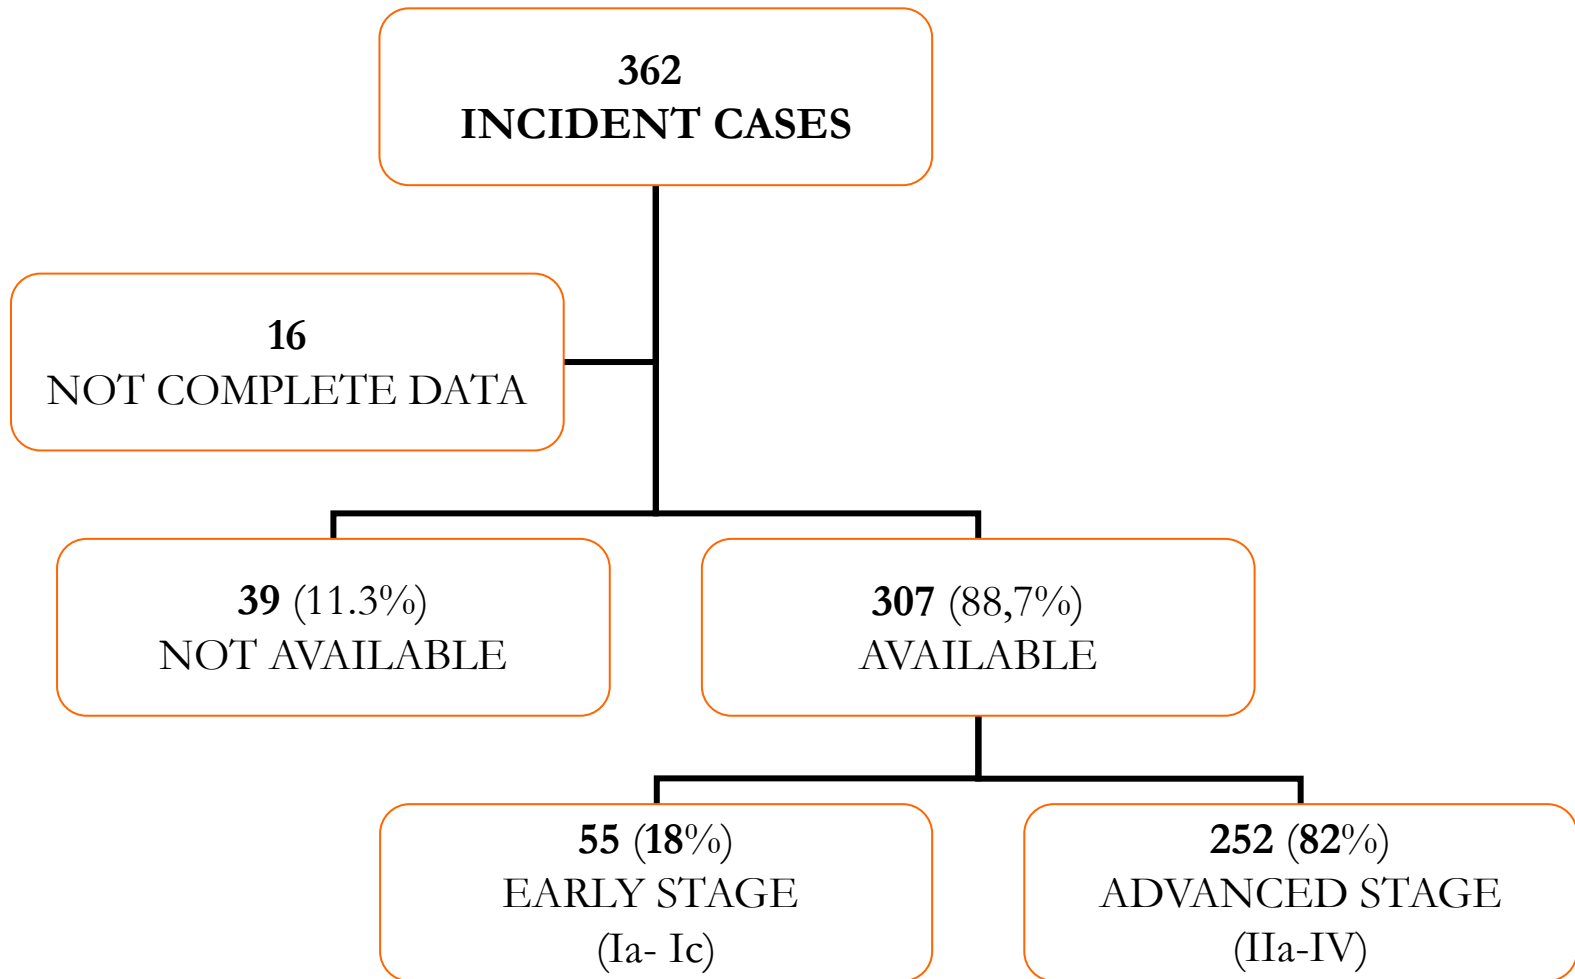 362
INCIDENT CASES
16
NOT COMPLETE DATA
39 (11.3%)
NOT AVAILABLE
307 (88,7%)
AVAILABLE
55 (18%)
EARLY STAGE
(Ia- Ic)
252 (82%)
ADVANCED STAGE
(IIa-IV)